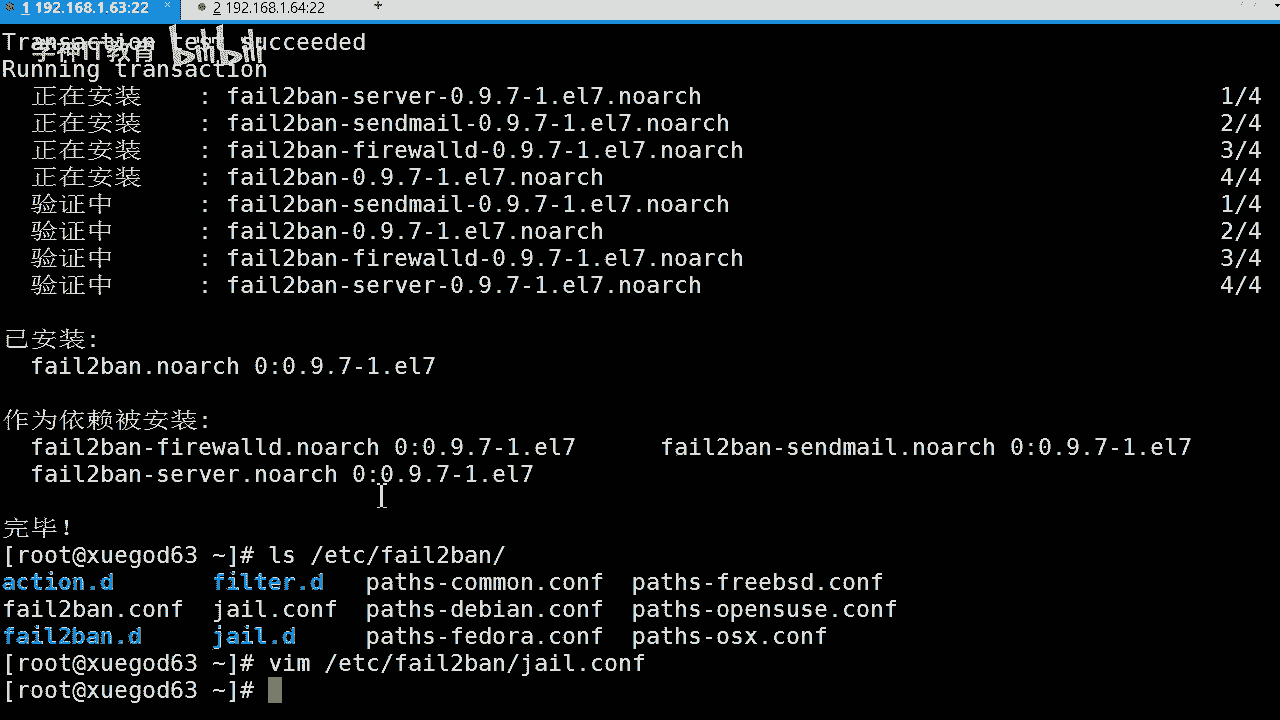 1 192.168.1.63:22 × 2 192.168.1.64:22 +
Transaction test succeeded
学神IT教育 bilibili
Running transaction
正在安装 : fail2ban-server-0.9.7-1.el7.noarch 1/4
正在安装 : fail2ban-sendmail-0.9.7-1.el7.noarch 2/4
正在安装 : fail2ban-firewalld-0.9.7-1.el7.noarch 3/4
正在安装 : fail2ban-0.9.7-1.el7.noarch 4/4
验证中 : fail2ban-sendmail-0.9.7-1.el7.noarch 1/4
验证中 : fail2ban-0.9.7-1.el7.noarch 2/4
验证中 : fail2ban-firewalld-0.9.7-1.el7.noarch 3/4
验证中 : fail2ban-server-0.9.7-1.el7.noarch 4/4
已安装:
fail2ban.noarch 0:0.9.7-1.el7
作为依赖被安装:
fail2ban-firewalld.noarch 0:0.9.7-1.el7 fail2ban-sendmail.noarch 0:0.9.7-1.el7
fail2ban-server.noarch 0:0.9.7-1.el7
完毕！
[root@xuegod63 ~]# ls /etc/fail2ban/
action.d filter.d paths-common.conf paths-freebsd.conf
fail2ban.conf jail.conf paths-debian.conf paths-opensuse.conf
fail2ban.d jail.d paths-fedora.conf paths-osx.conf
[root@xuegod63 ~]# vim /etc/fail2ban/jail.conf
[root@xuegod63 ~]#